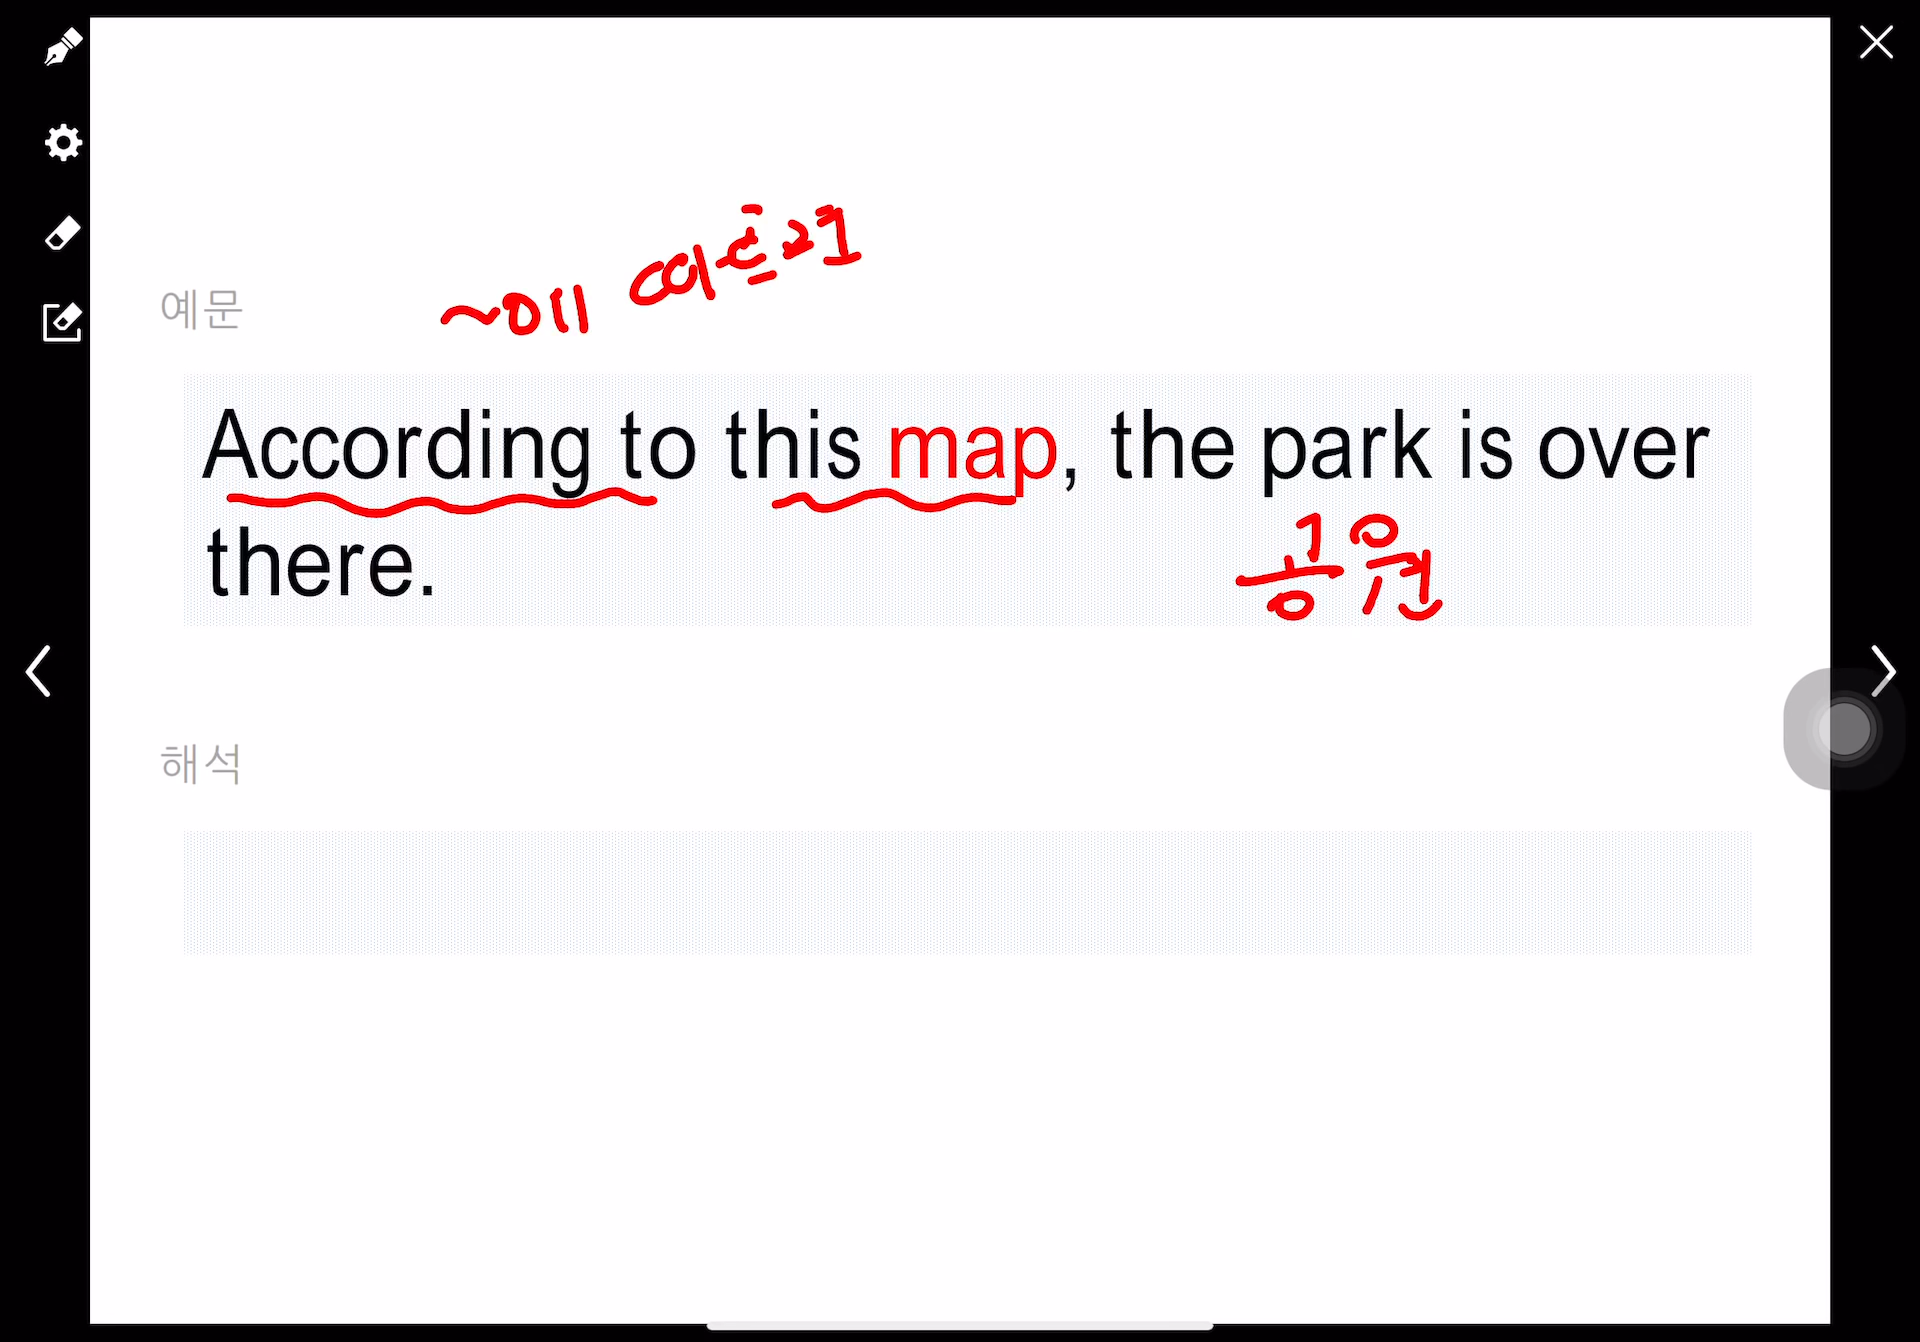 ~에 따르면
예문
According to this map, the park is over
there.
공원
해석